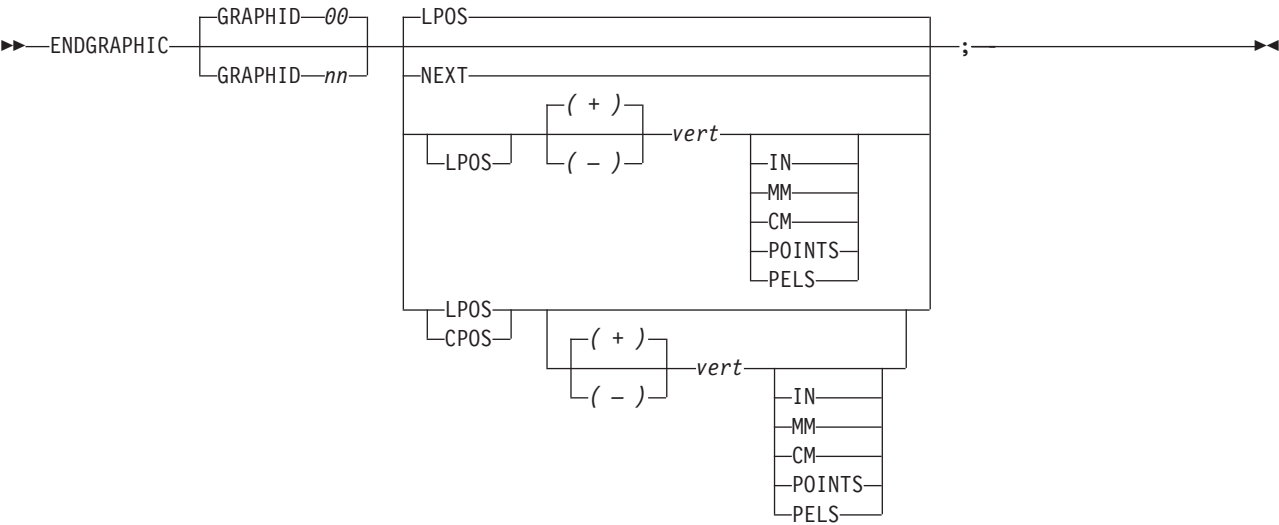 GRAPHID 00 LPOS
ENDGRAPHIC ;
GRAPHID nn NEXT
( + )
vert
LPOS ( – ) IN
MM
CM
POINTS
PELS
LPOS
CPOS ( + )
vert
( – ) IN
MM
CM
POINTS
PELS